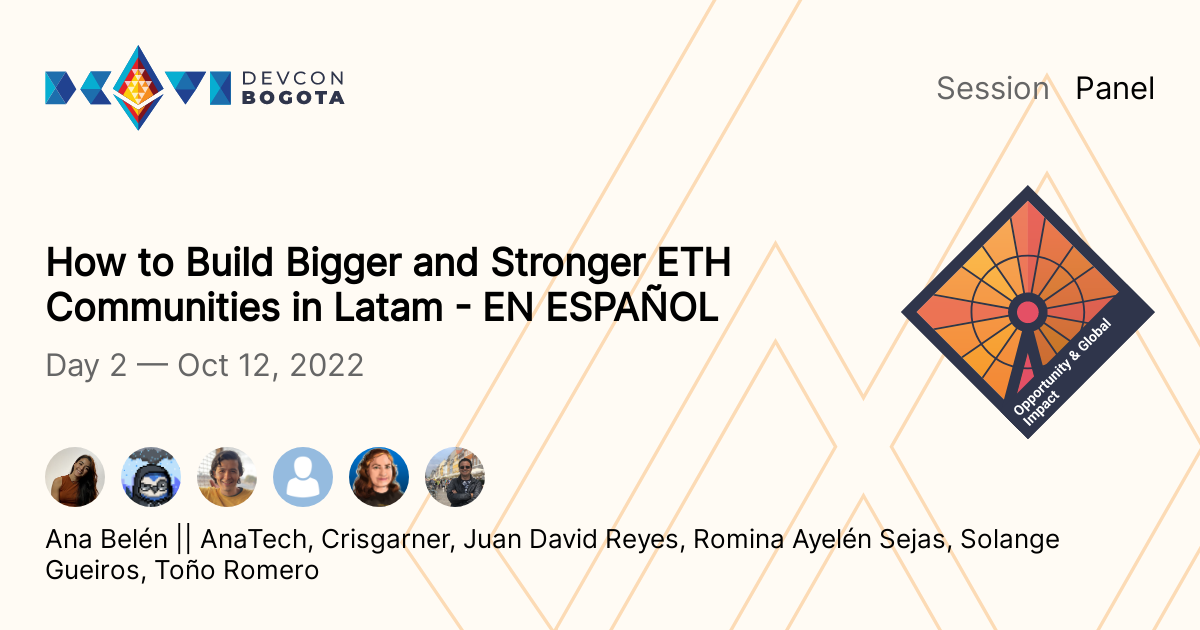 DEVCON
BOGOTA
Session Panel
How to Build Bigger and Stronger ETH
Communities in Latam - EN ESPAÑOL
Day 2 — Oct 12, 2022
Opportunity & Global
Impact
Ana Belén || AnaTech, Crisgarner, Juan David Reyes, Romina Ayelén Sejas, Solange
Gueiros, Toño Romero